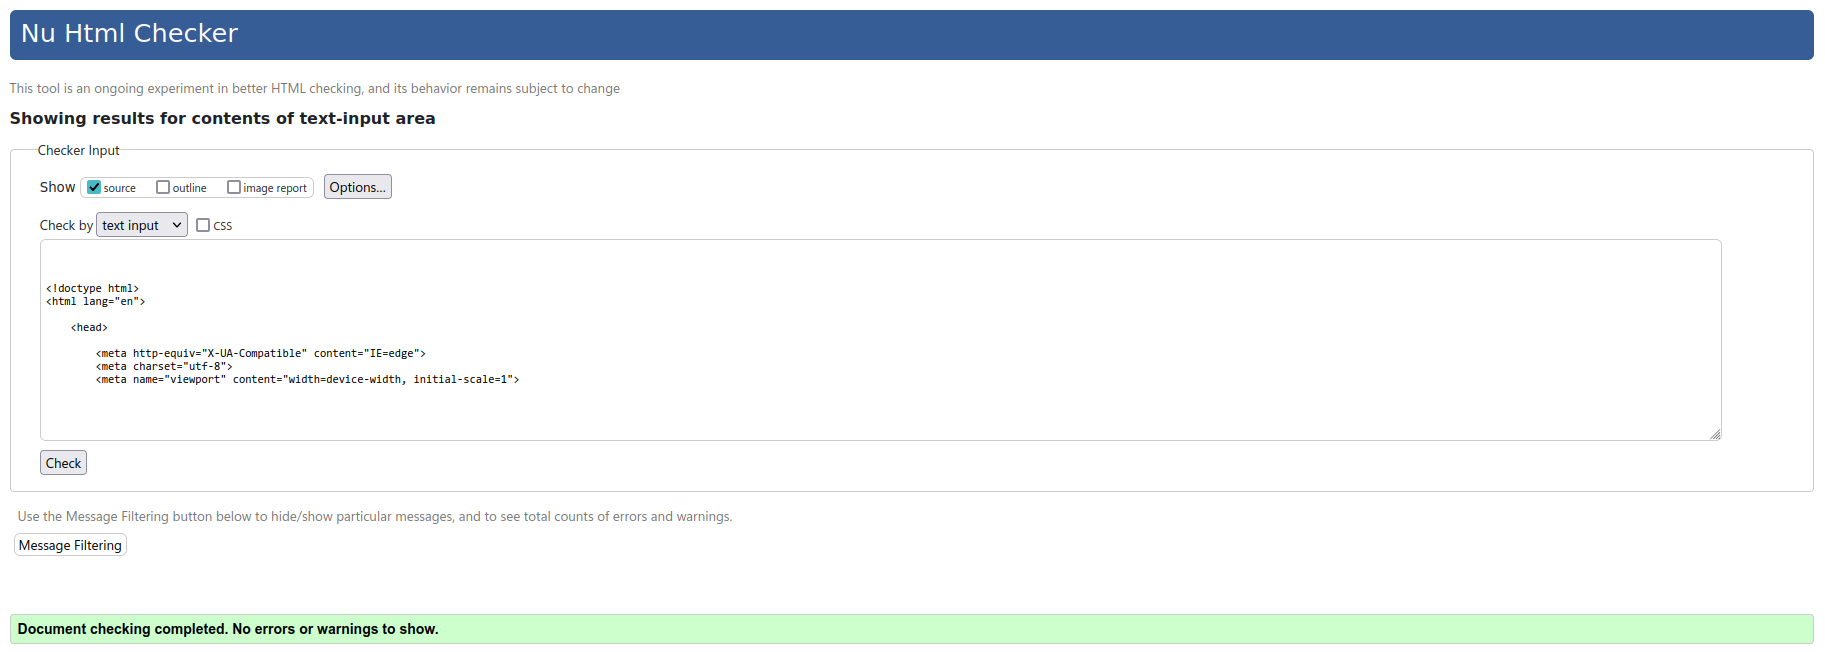 Nu Html Checker
This tool is an ongoing experiment in better HTML checking, and its behavior remains subject to change
Showing results for contents of text-input area
Checker Input
Show source outline image report Options...
Check by text input CSS
<!doctype html>
<html lang="en">
<head>
<meta http-equiv="X-UA-Compatible" content="IE=edge">
<meta charset="utf-8">
<meta name="viewport" content="width=device-width, initial-scale=1">
Check
Use the Message Filtering button below to hide/show particular messages, and to see total counts of errors and warnings.
Message Filtering
Document checking completed. No errors or warnings to show.